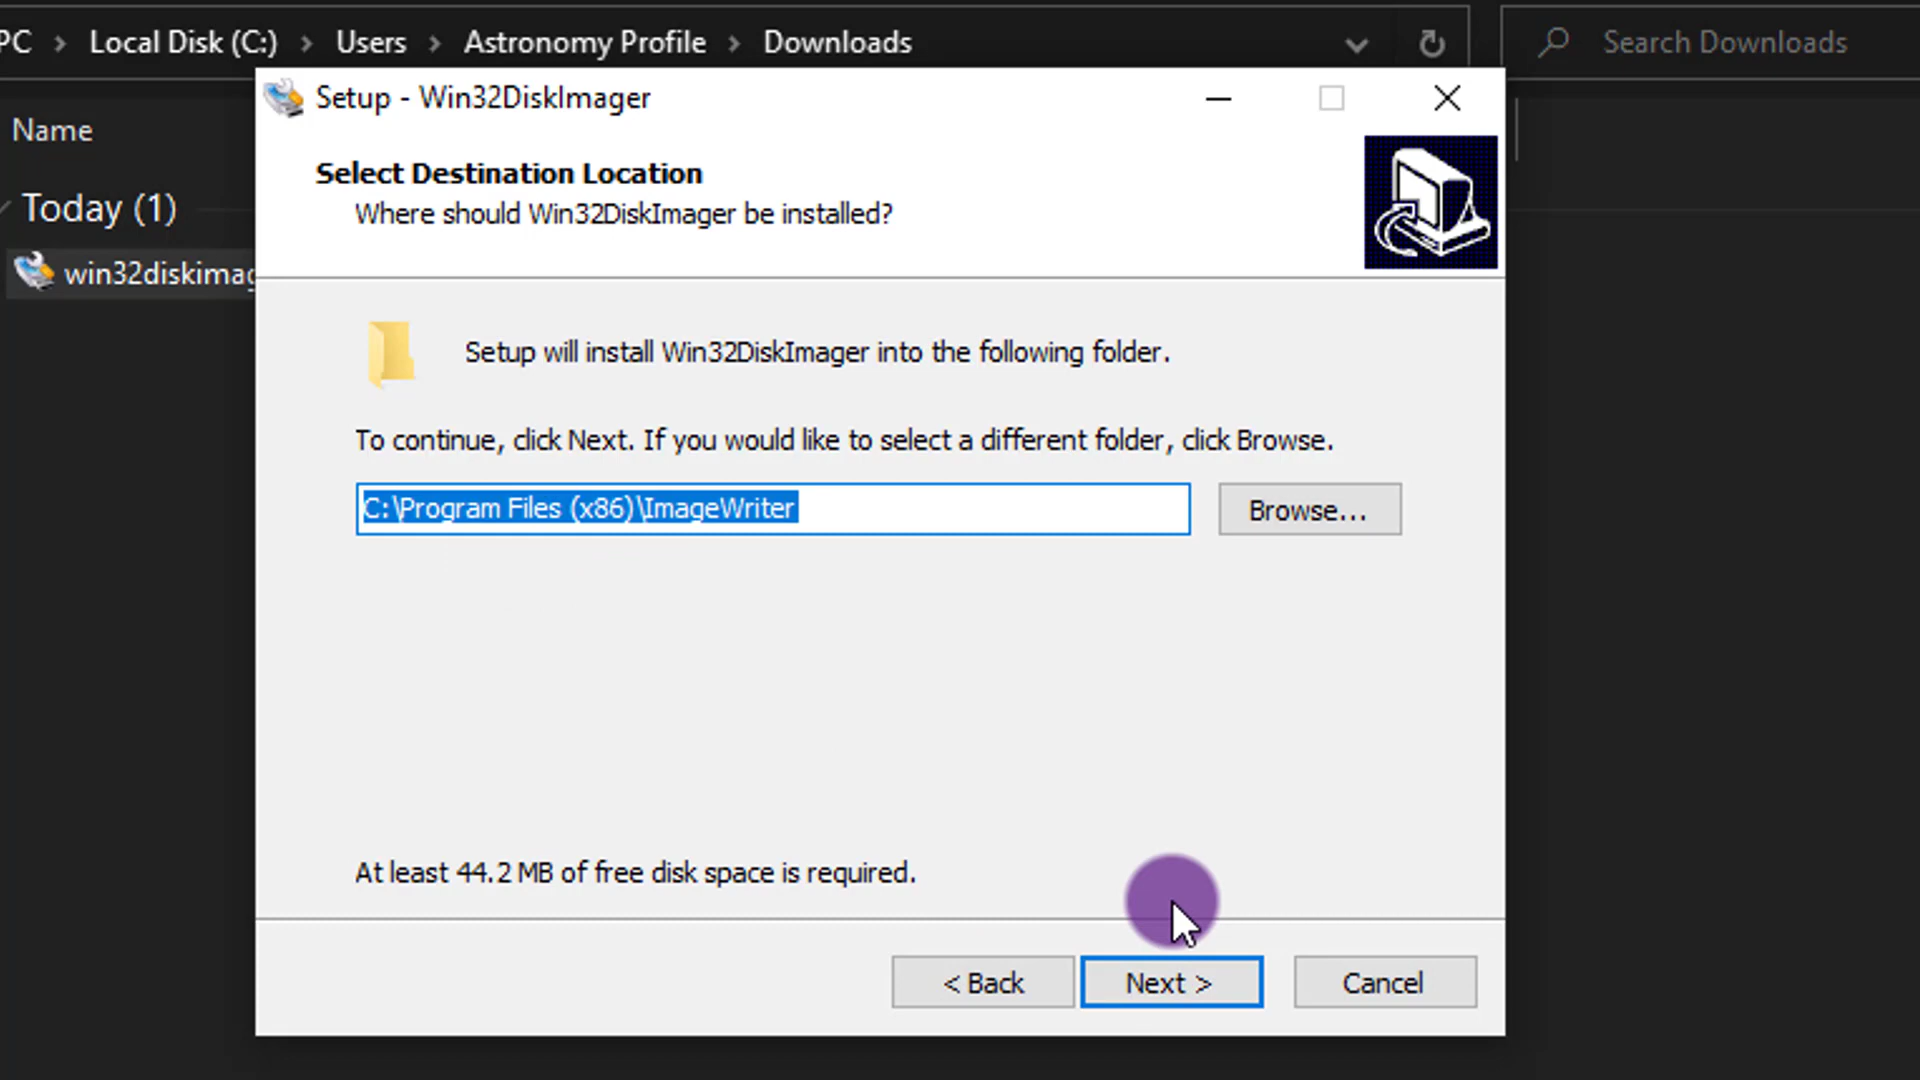 PC > Local Disk (C:) > Users > Astronomy Profile > Downloads
Search Downloads
Setup - Win32DiskImager
Name
Select Destination Location
Where should Win32DiskImager be installed?
Today (1)
win32diskimag
Setup will install Win32DiskImager into the following folder.
To continue, click Next. If you would like to select a different folder, click Browse.
C:\Program Files (x86)\ImageWriter
Browse...
At least 44.2 MB of free disk space is required.
< Back
Next >
Cancel